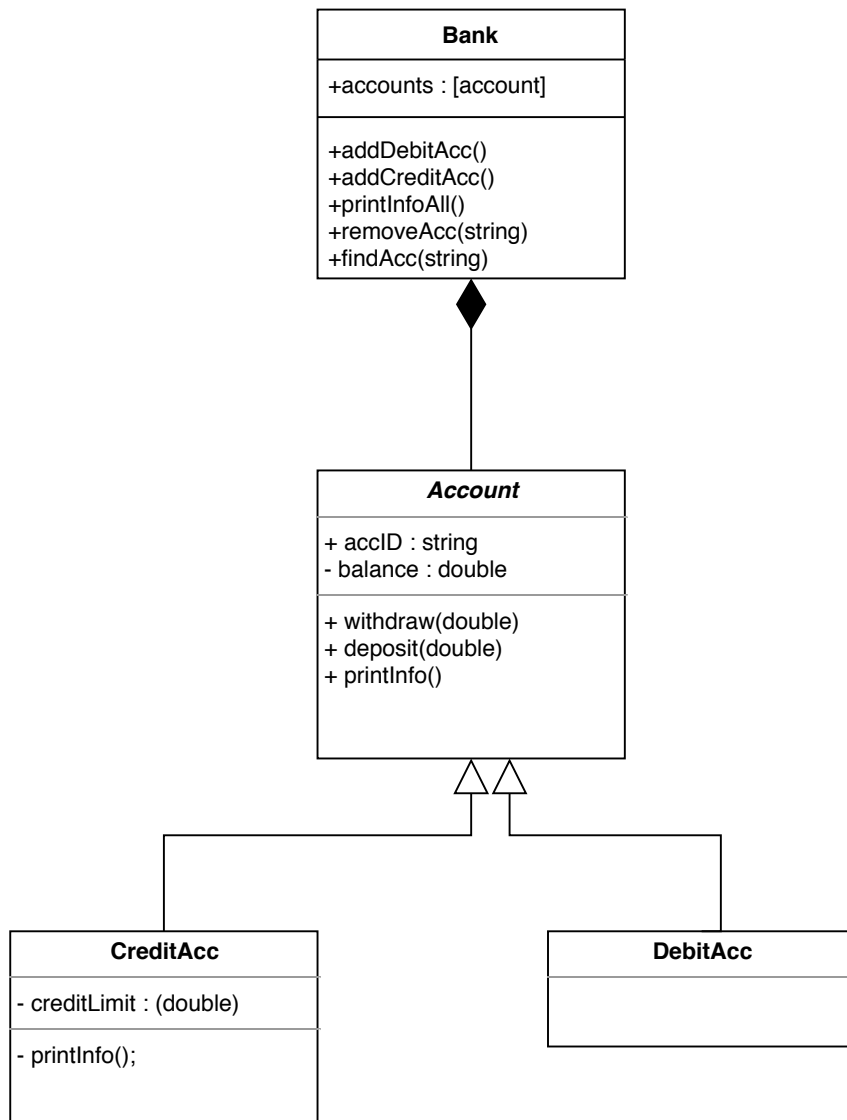 Bank
+accounts : [account]
+addDebitAcc()
+addCreditAcc()
+printInfoAll()
+removeAcc(string)
+findAcc(string)
Account
+ accID : string
- balance : double
+ withdraw(double)
+ deposit(double)
+ printInfo()
CreditAcc
- creditLimit : (double)
- printInfo();
DebitAcc